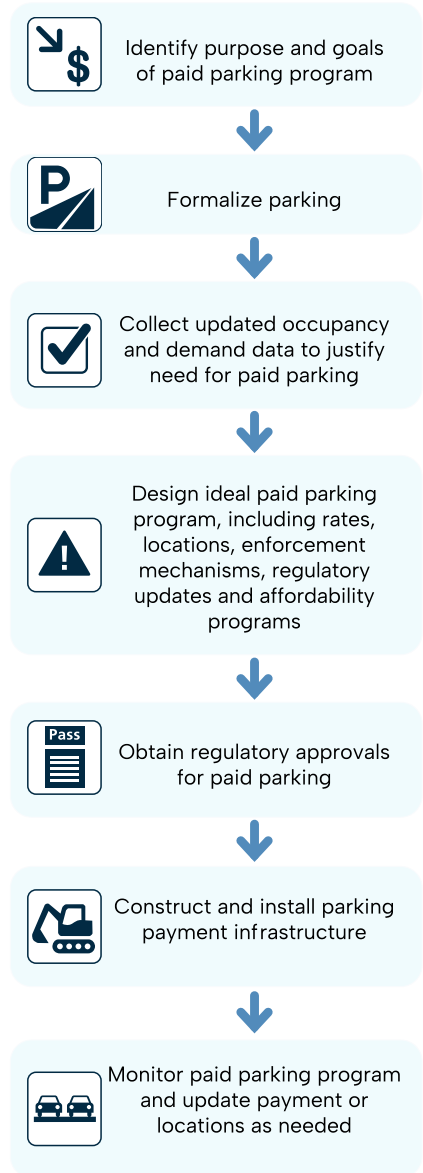 $
Identify purpose and goals
of paid parking program
P
Formalize parking
Collect updated occupancy
and demand data to justify
need for paid parking
!
Design ideal paid parking
program, including rates,
locations, enforcement
mechanisms, regulatory
updates and affordability
programs
Pass
Obtain regulatory approvals
for paid parking
Construct and install parking
payment infrastructure
Monitor paid parking program
and update payment or
locations as needed